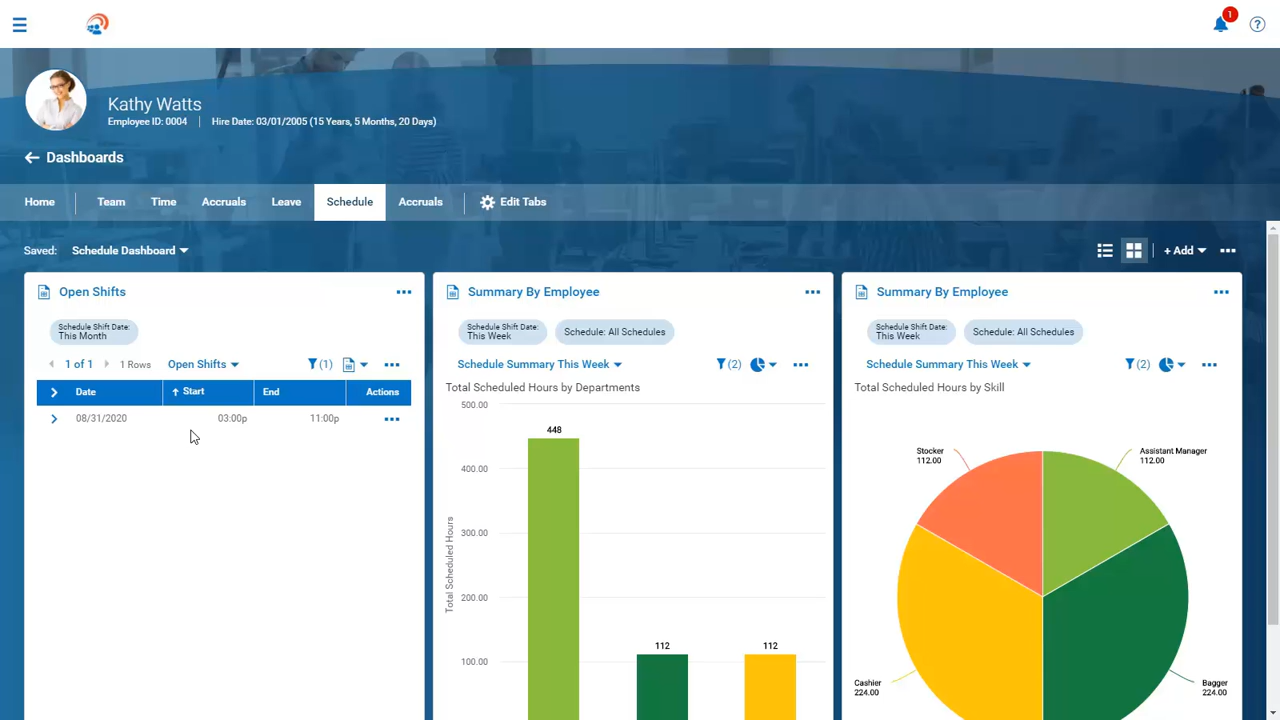 1
?
Kathy Watts
Employee ID: 0004 | Hire Date: 03/01/2005 (15 Years, 5 Months, 20 Days)
Dashboards
Home Team Time Accruals Leave Schedule Accruals Edit Tabs
Saved: Schedule Dashboard
+ Add
Open Shifts
Schedule Shift Date:
This Month
1 of 1 1 Rows Open Shifts (1)
Date Start End Actions
08/31/2020 03:00p 11:00p
Summary By Employee
Schedule Shift Date:
This Week
Schedule: All Schedules
Schedule Summary This Week (2)
Total Scheduled Hours by Departments
500.00
400.00
300.00
200.00
100.00
Total Scheduled Hours
448
112
112
Summary By Employee
Schedule Shift Date:
This Week
Schedule: All Schedules
Schedule Summary This Week (2)
Total Scheduled Hours by Skill
Stocker
112.00
Assistant Manager
112.00
Cashier
224.00
Bagger
224.00